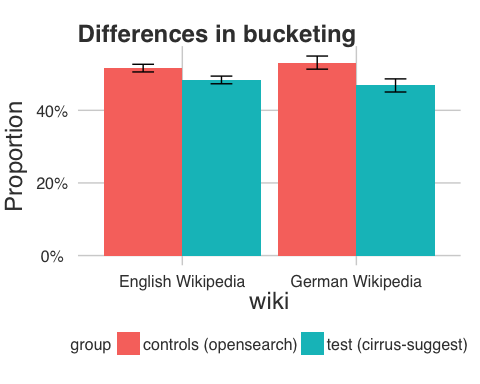 Differences in bucketing
Proportion
40%
20%
0%
English Wikipedia
German Wikipedia
wiki
group controls (opensearch) test (cirrus-suggest)